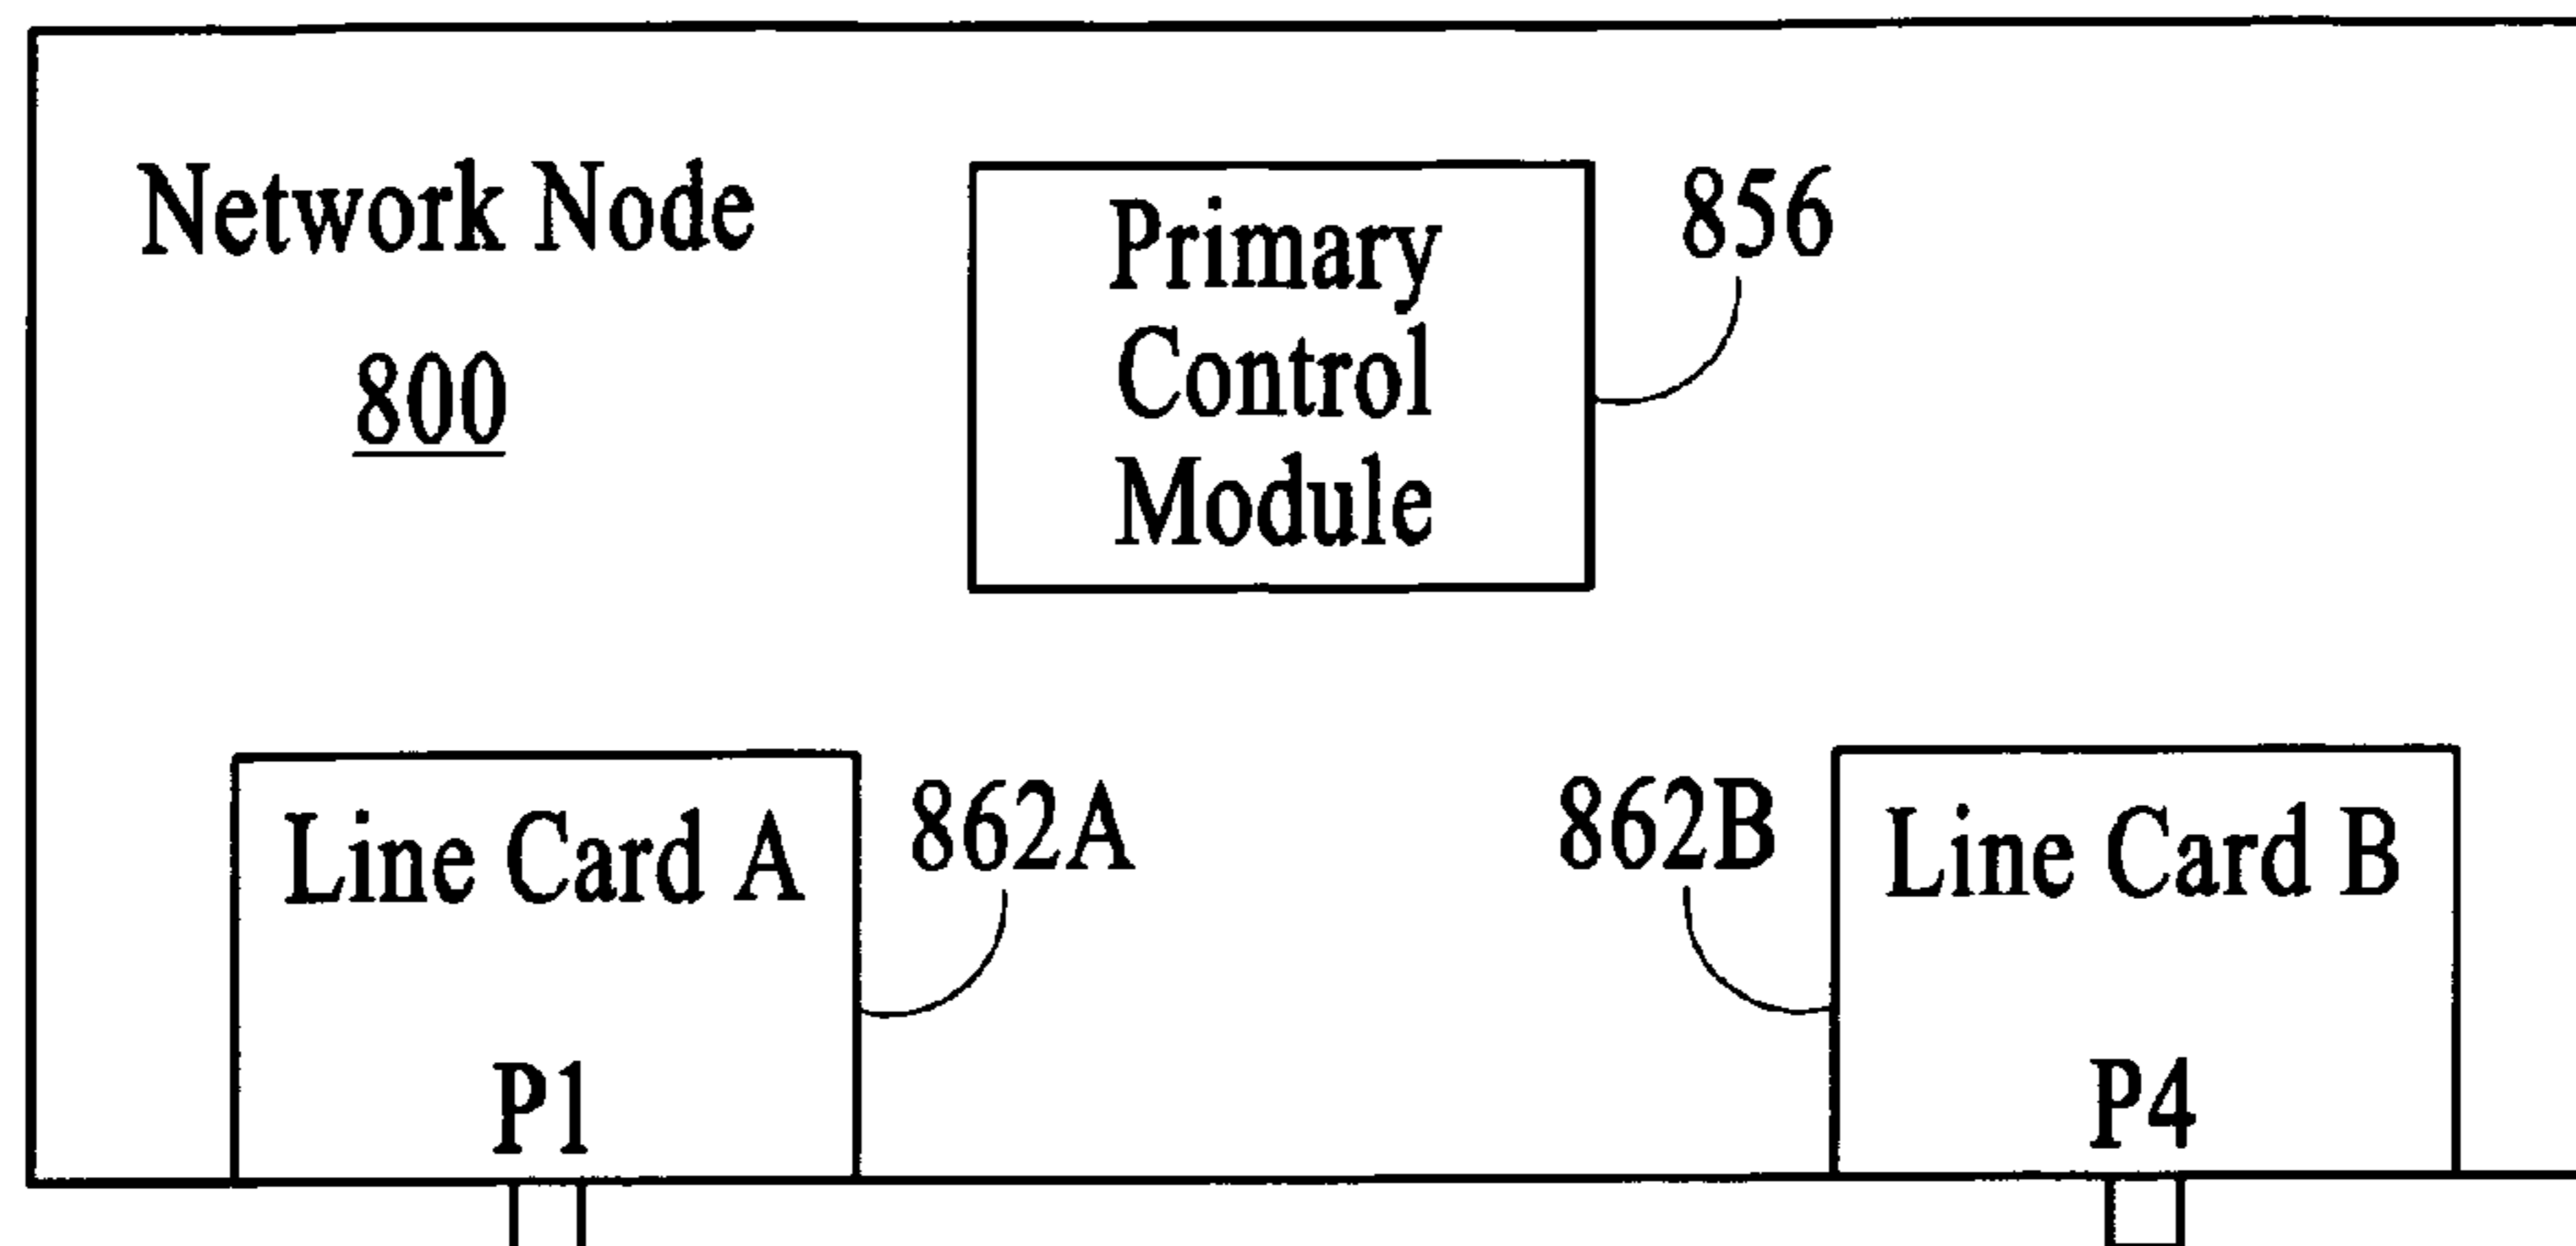 Network Node
800
Primary
Control
Module
856
Line Card A
P1
862A
862B
Line Card B
P4